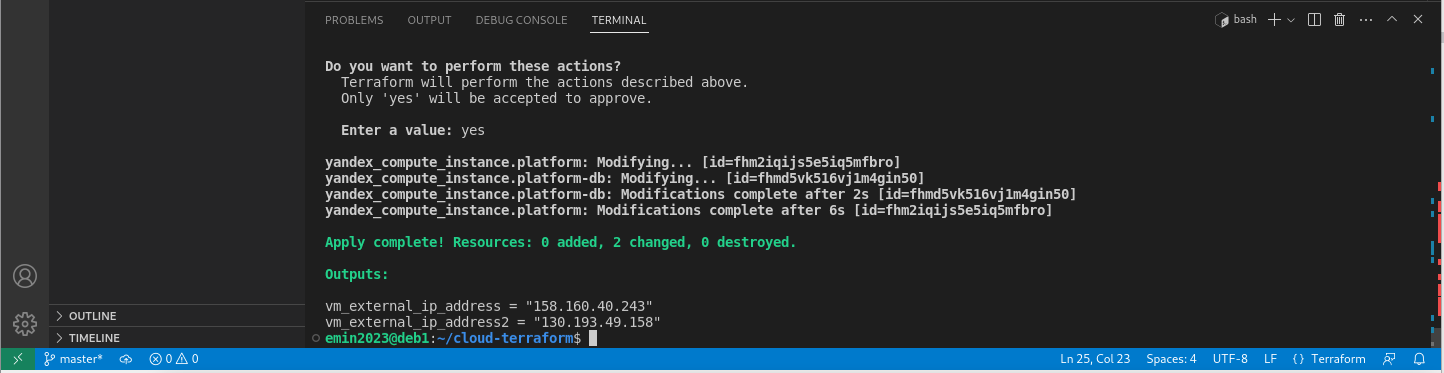 PROBLEMS OUTPUT DEBUG CONSOLE TERMINAL bash
Do you want to perform these actions?
Terraform will perform the actions described above.
Only 'yes' will be accepted to approve.
Enter a value: yes
yandex_compute_instance.platform: Modifying... [id=fhm2iqijs5e5iq5mfbro]
yandex_compute_instance.platform-db: Modifying... [id=fhmd5vk516vj1m4gin50]
yandex_compute_instance.platform-db: Modifications complete after 2s [id=fhmd5vk516vj1m4gin50]
yandex_compute_instance.platform: Modifications complete after 6s [id=fhm2iqijs5e5iq5mfbro]
Apply complete! Resources: 0 added, 2 changed, 0 destroyed.
Outputs:
vm_external_ip_address = "158.160.40.243"
vm_external_ip_address2 = "130.193.49.158"
emin2023@deb1:~/cloud-terraform$
OUTLINE
TIMELINE
master* 0 0 Ln 25, Col 23 Spaces: 4 UTF-8 LF {} Terraform